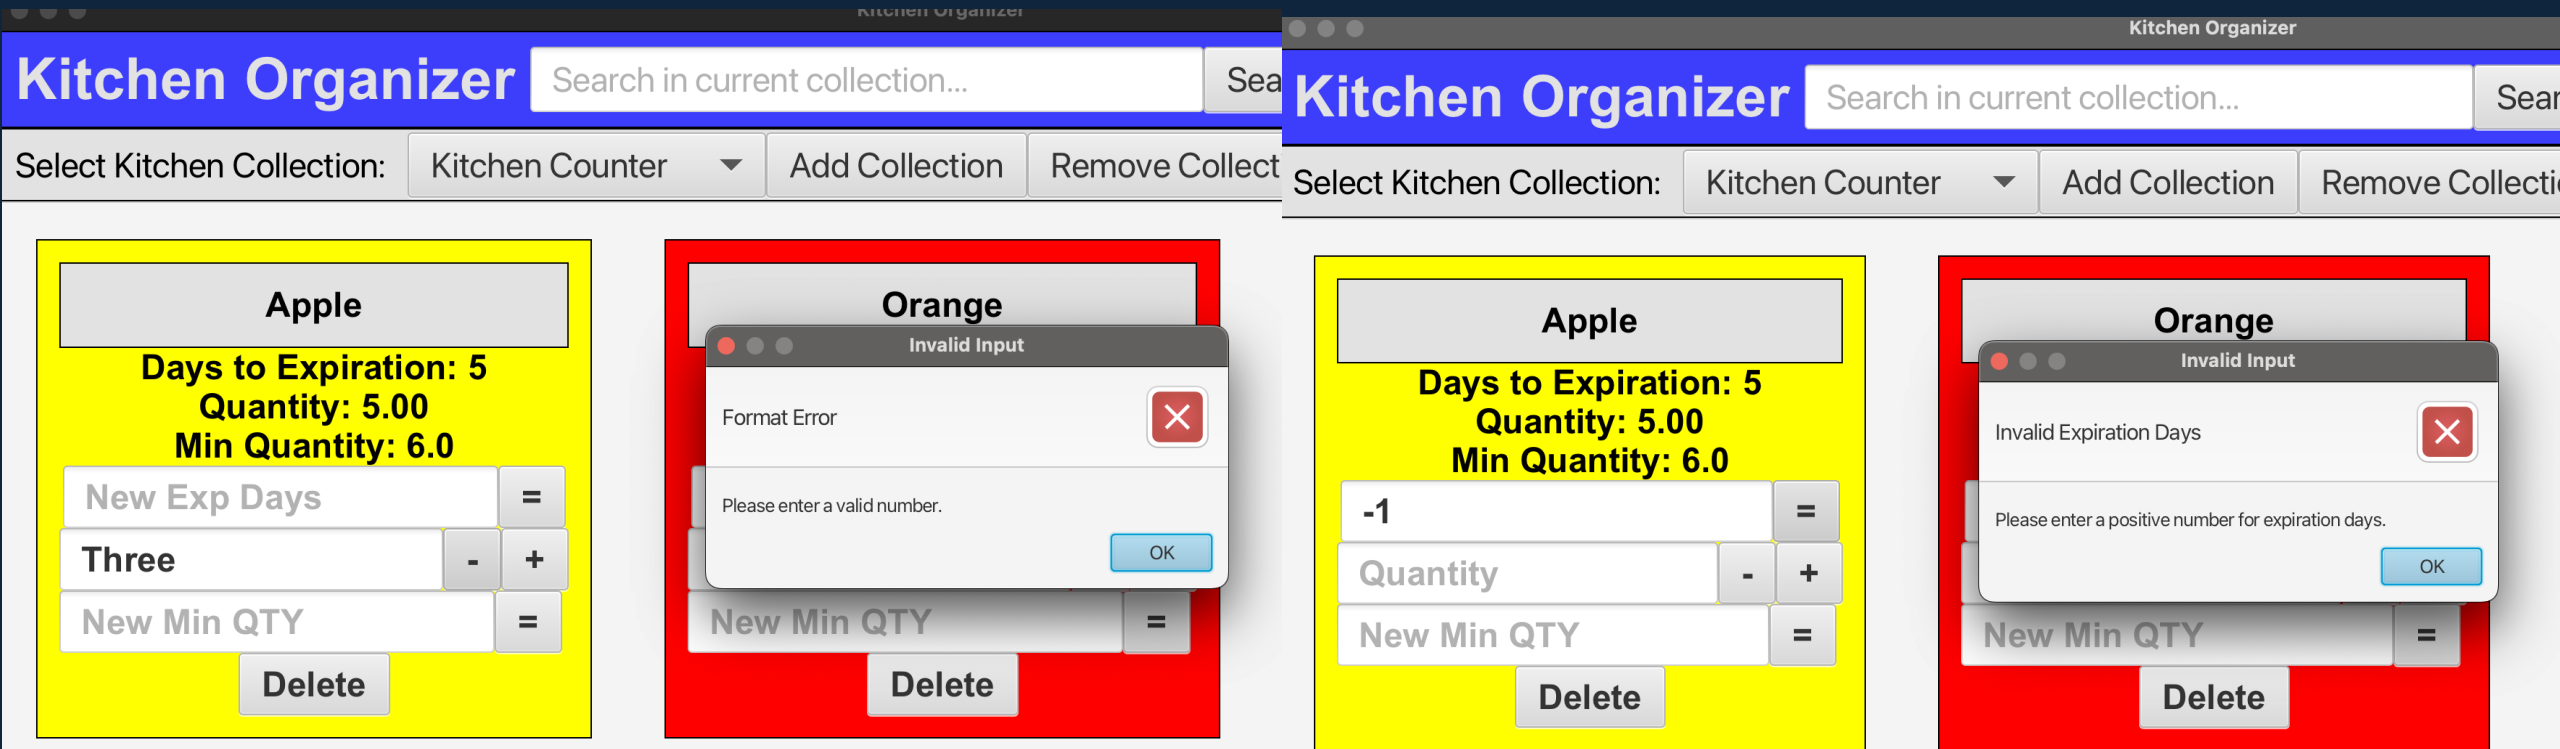 Kitchen Organizer
Kitchen Organizer Search in current collection... Sea
Select Kitchen Collection: Kitchen Counter Add Collection Remove Collect
Apple
Days to Expiration: 5
Quantity: 5.00
Min Quantity: 6.0
New Exp Days =
Three - +
New Min QTY =
Delete
Orange
Invalid Input
Format Error
Please enter a valid number.
OK
New Min QTY =
Delete
Kitchen Organizer
Kitchen Organizer Search in current collection... Sear
Select Kitchen Collection: Kitchen Counter Add Collection Remove Collecti
Apple
Days to Expiration: 5
Quantity: 5.00
Min Quantity: 6.0
-1 =
Quantity - +
New Min QTY =
Delete
Orange
Invalid Input
Invalid Expiration Days
Please enter a positive number for expiration days.
OK
New Min QTY =
Delete